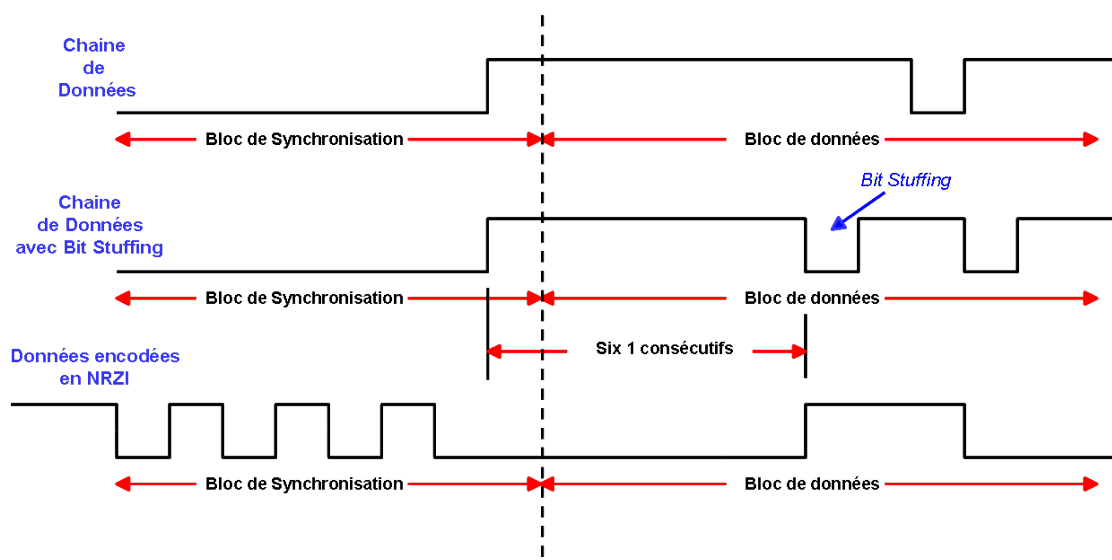 Chaine
de
Données
Bloc de Synchronisation
Bloc de données
Bit Stuffing
Chaine
de Données
avec Bit Stuffing
Bloc de Synchronisation
Bloc de données
Six 1 consécutifs
Données encodées
en NRZI
Bloc de Synchronisation
Bloc de données